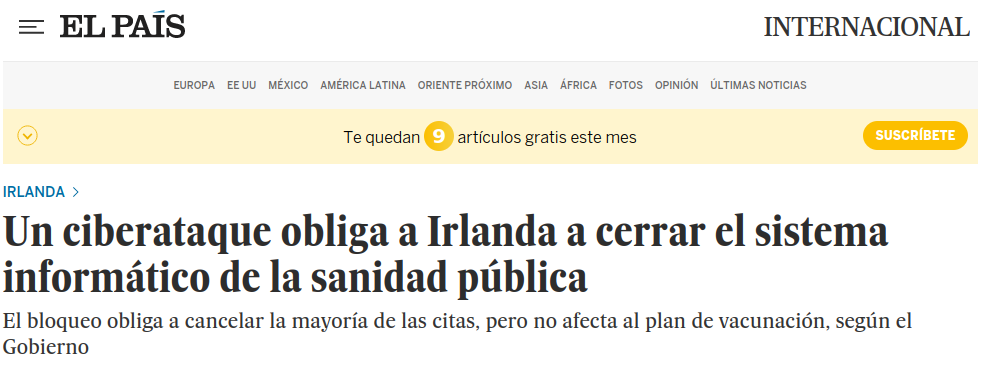 EL PAÍS
INTERNACIONAL
EUROPA EE UU MÉXICO AMÉRICA LATINA ORIENTE PRÓXIMO ASIA ÁFRICA FOTOS OPINIÓN ÚLTIMAS NOTICIAS
Te quedan 9 artículos gratis este mes
SUSCRÍBETE
IRLANDA
Un ciberataque obliga a Irlanda a cerrar el sistema
informático de la sanidad pública
El bloqueo obliga a cancelar la mayoría de las citas, pero no afecta al plan de vacunación, según el
Gobierno